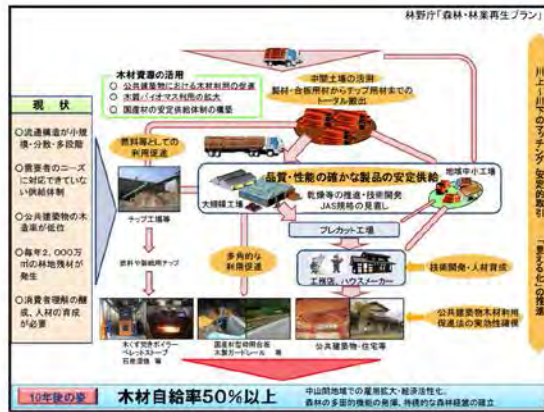 林野庁「森林・林業再生プラン」
木材資源の活用
○ 公共建築物における木材利用の促進
○ 木質バイオマス利用の拡大
○ 国産材の安定供給体制の構築
中間土場の活用
製材・合板用材からチップ用材までの
トータル搬出
現 状
○流通構造が小規
模・分散・多段階
○需要者のニーズ
に対応できていな
い供給体制
○公共建築物の木
造率が低位
○毎年2,000万
㎥の林地残材が
発生
○消費者理解の醸
成、人材の育成
が必要
燃料等としての
利用促進
チップ工場等
燃料や製紙用チップ
品質・性能の確かな製品の安定供給
地域中小工場
大規模工場
乾燥等の推進・技術開発
JAS規格の見直し
プレカット工場
多角的な
利用促進
工務店、ハウスメーカー
技術開発・人材育成
公共建築物木材利用
促進法の実効性確保
木くず焚きボイラー
ペレットストーブ
石炭混焼 等
国産材型枠用合板
木製ガードレール 等
公共建築物・住宅等
川上~川下のマッチング(安定的取引)
「見える化」の推進
10年後の姿
木材自給率50%以上
中山間地域での雇用拡大・経済活性化、
森林の多面的機能の発揮、持続的な森林経営の確立